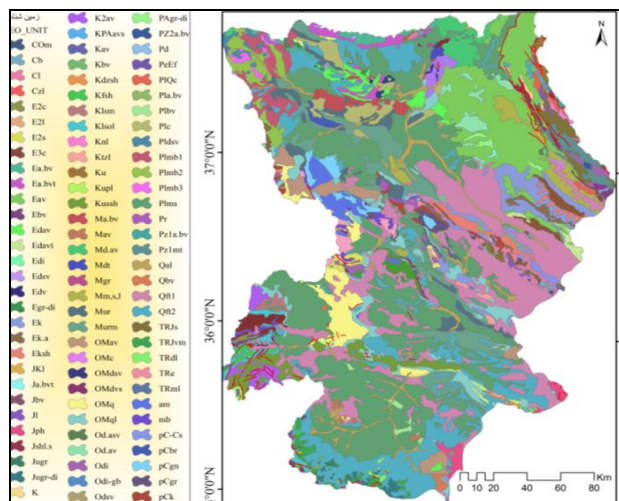 زمین شناسی
EO_UNIT
COm
Cb
Cl
Czl
E2c
E2l
E2s
E3c
Ea.bv
Ea.bvt
Eav
Ebv
Edav
Edavt
Edi
Edsv
Edv
Egr-di
Ek
Ek.a
Eksh
JKl
Ja.bvt
Jbv
Jl
Jph
Jshl.s
Jugr
Jugr-di
K
K2av
KPAavs
Kav
Kbv
Kdzsh
Kfsh
Klsm
Klsol
Knl
Ktzl
Ku
Kupl
Kussh
Ma.bv
Mav
Md.av
Mdt
Mgr
Mm,s,l
Mur
Murm
OMav
OMc
OMdsv
OMdvs
OMq
OMql
Od.asv
Od.av
Odi
Odi-gb
Odsv
PAgr-di
PZ2a.bv
Pd
PeEf
PlQc
Pla.bv
Plbv
Plc
Pldsv
Plmb1
Plmb2
Plmb3
Plms
Pr
Pz1a.bv
Pz1mt
Qal
Qbv
Qft1
Qft2
TRJs
TRJvm
TRdl
TRe
TRml
am
mb
pC-Cs
pCbr
pCgn
pCgr
pCk
N
37°0'0"N
36°0'0"N
0'0"N
0 10 20 40 60 80
Km